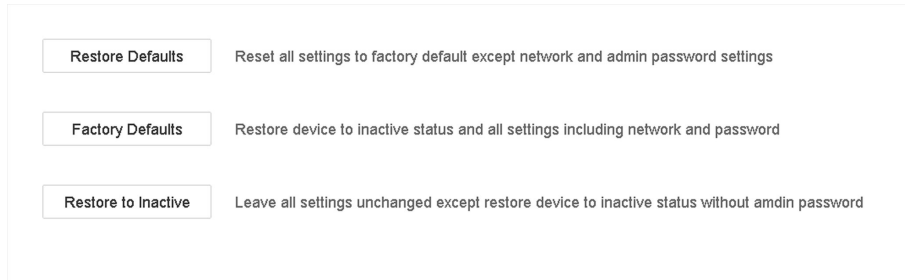 Restore Defaults Reset all settings to factory default except network and admin password settings
Factory Defaults Restore device to inactive status and all settings including network and password
Restore to Inactive Leave all settings unchanged except restore device to inactive status without amdin password